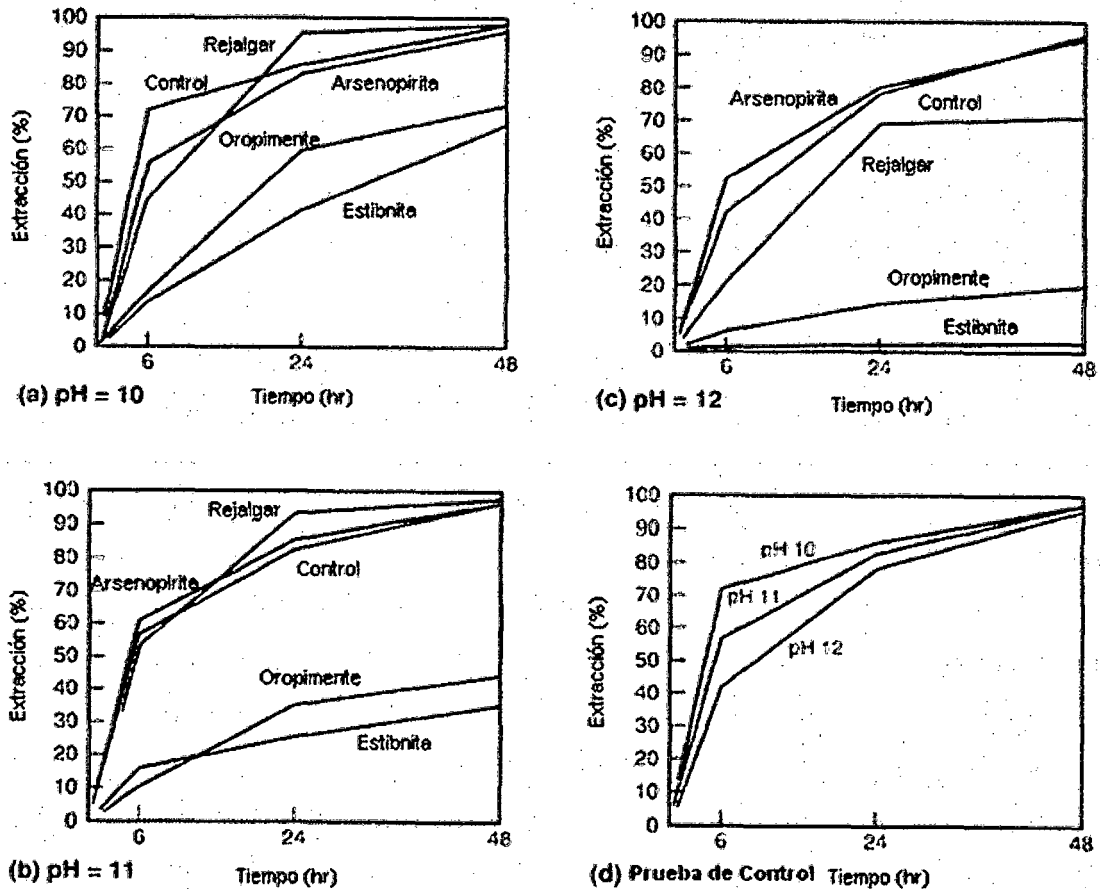 Extracción (%)
100
90
80
70
60
50
40
30
20
10
0
Rejalgar
Control
Arsenopirita
Oropimente
Estibnita
6
24
48
(a) pH = 10
Tiempo (hr)
Extracción (%)
100
90
80
70
60
50
40
30
20
10
0
Arsenopirita
Control
Rejalgar
Oropimente
Estibnita
6
24
48
(c) pH = 12
Tiempo (hr)
Extracción (%)
100
90
80
70
60
50
40
30
20
10
0
Rejalgar
Arsenopirita
Control
Oropimente
Estibnita
6
24
48
(b) pH = 11
Tiempo (hr)
Extracción (%)
100
90
80
70
60
50
40
30
20
10
0
pH 10
pH 11
pH 12
6
24
48
(d) Prueba de Control
Tiempo (hr)